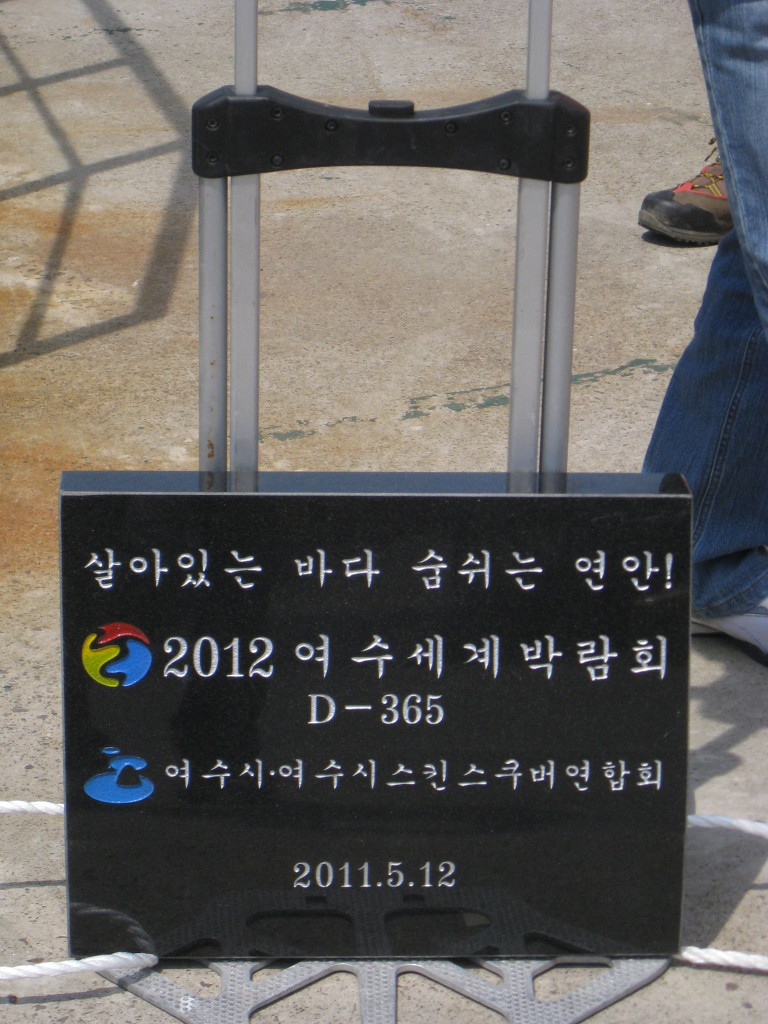 살아있는 바다 숨쉬는 연안!
2012 여수세계박람회
D-365
여수시·여수시스킨스쿠버연합회
2011.5.12